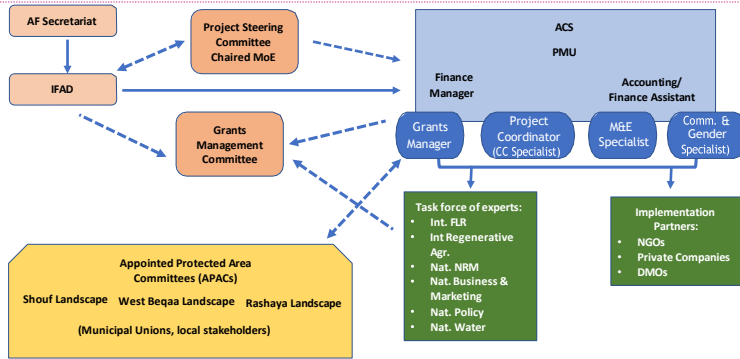 AF Secretariat
Project Steering
Committee
Chaired MoE
ACS
PMU
IFAD
Finance
Manager
Accounting/
Finance Assistant
Grants
Management
Committee
Grants
Manager
Project
Coordinator
(CC Specialist)
M&E
Specialist
Comm. &
Gender
Specialist)
Task force of experts:
• Int. FLR
• Int Regenerative
Agr.
• Nat. NRM
• Nat. Business &
Marketing
• Nat. Policy
• Nat. Water
Implementation
Partners:
• NGOs
• Private Companies
• DMOs
Appointed Protected Area
Committees (APACs)
Shouf Landscape
West Beqaa Landscape
Rashaya Landscape
(Municipal Unions, local stakeholders)